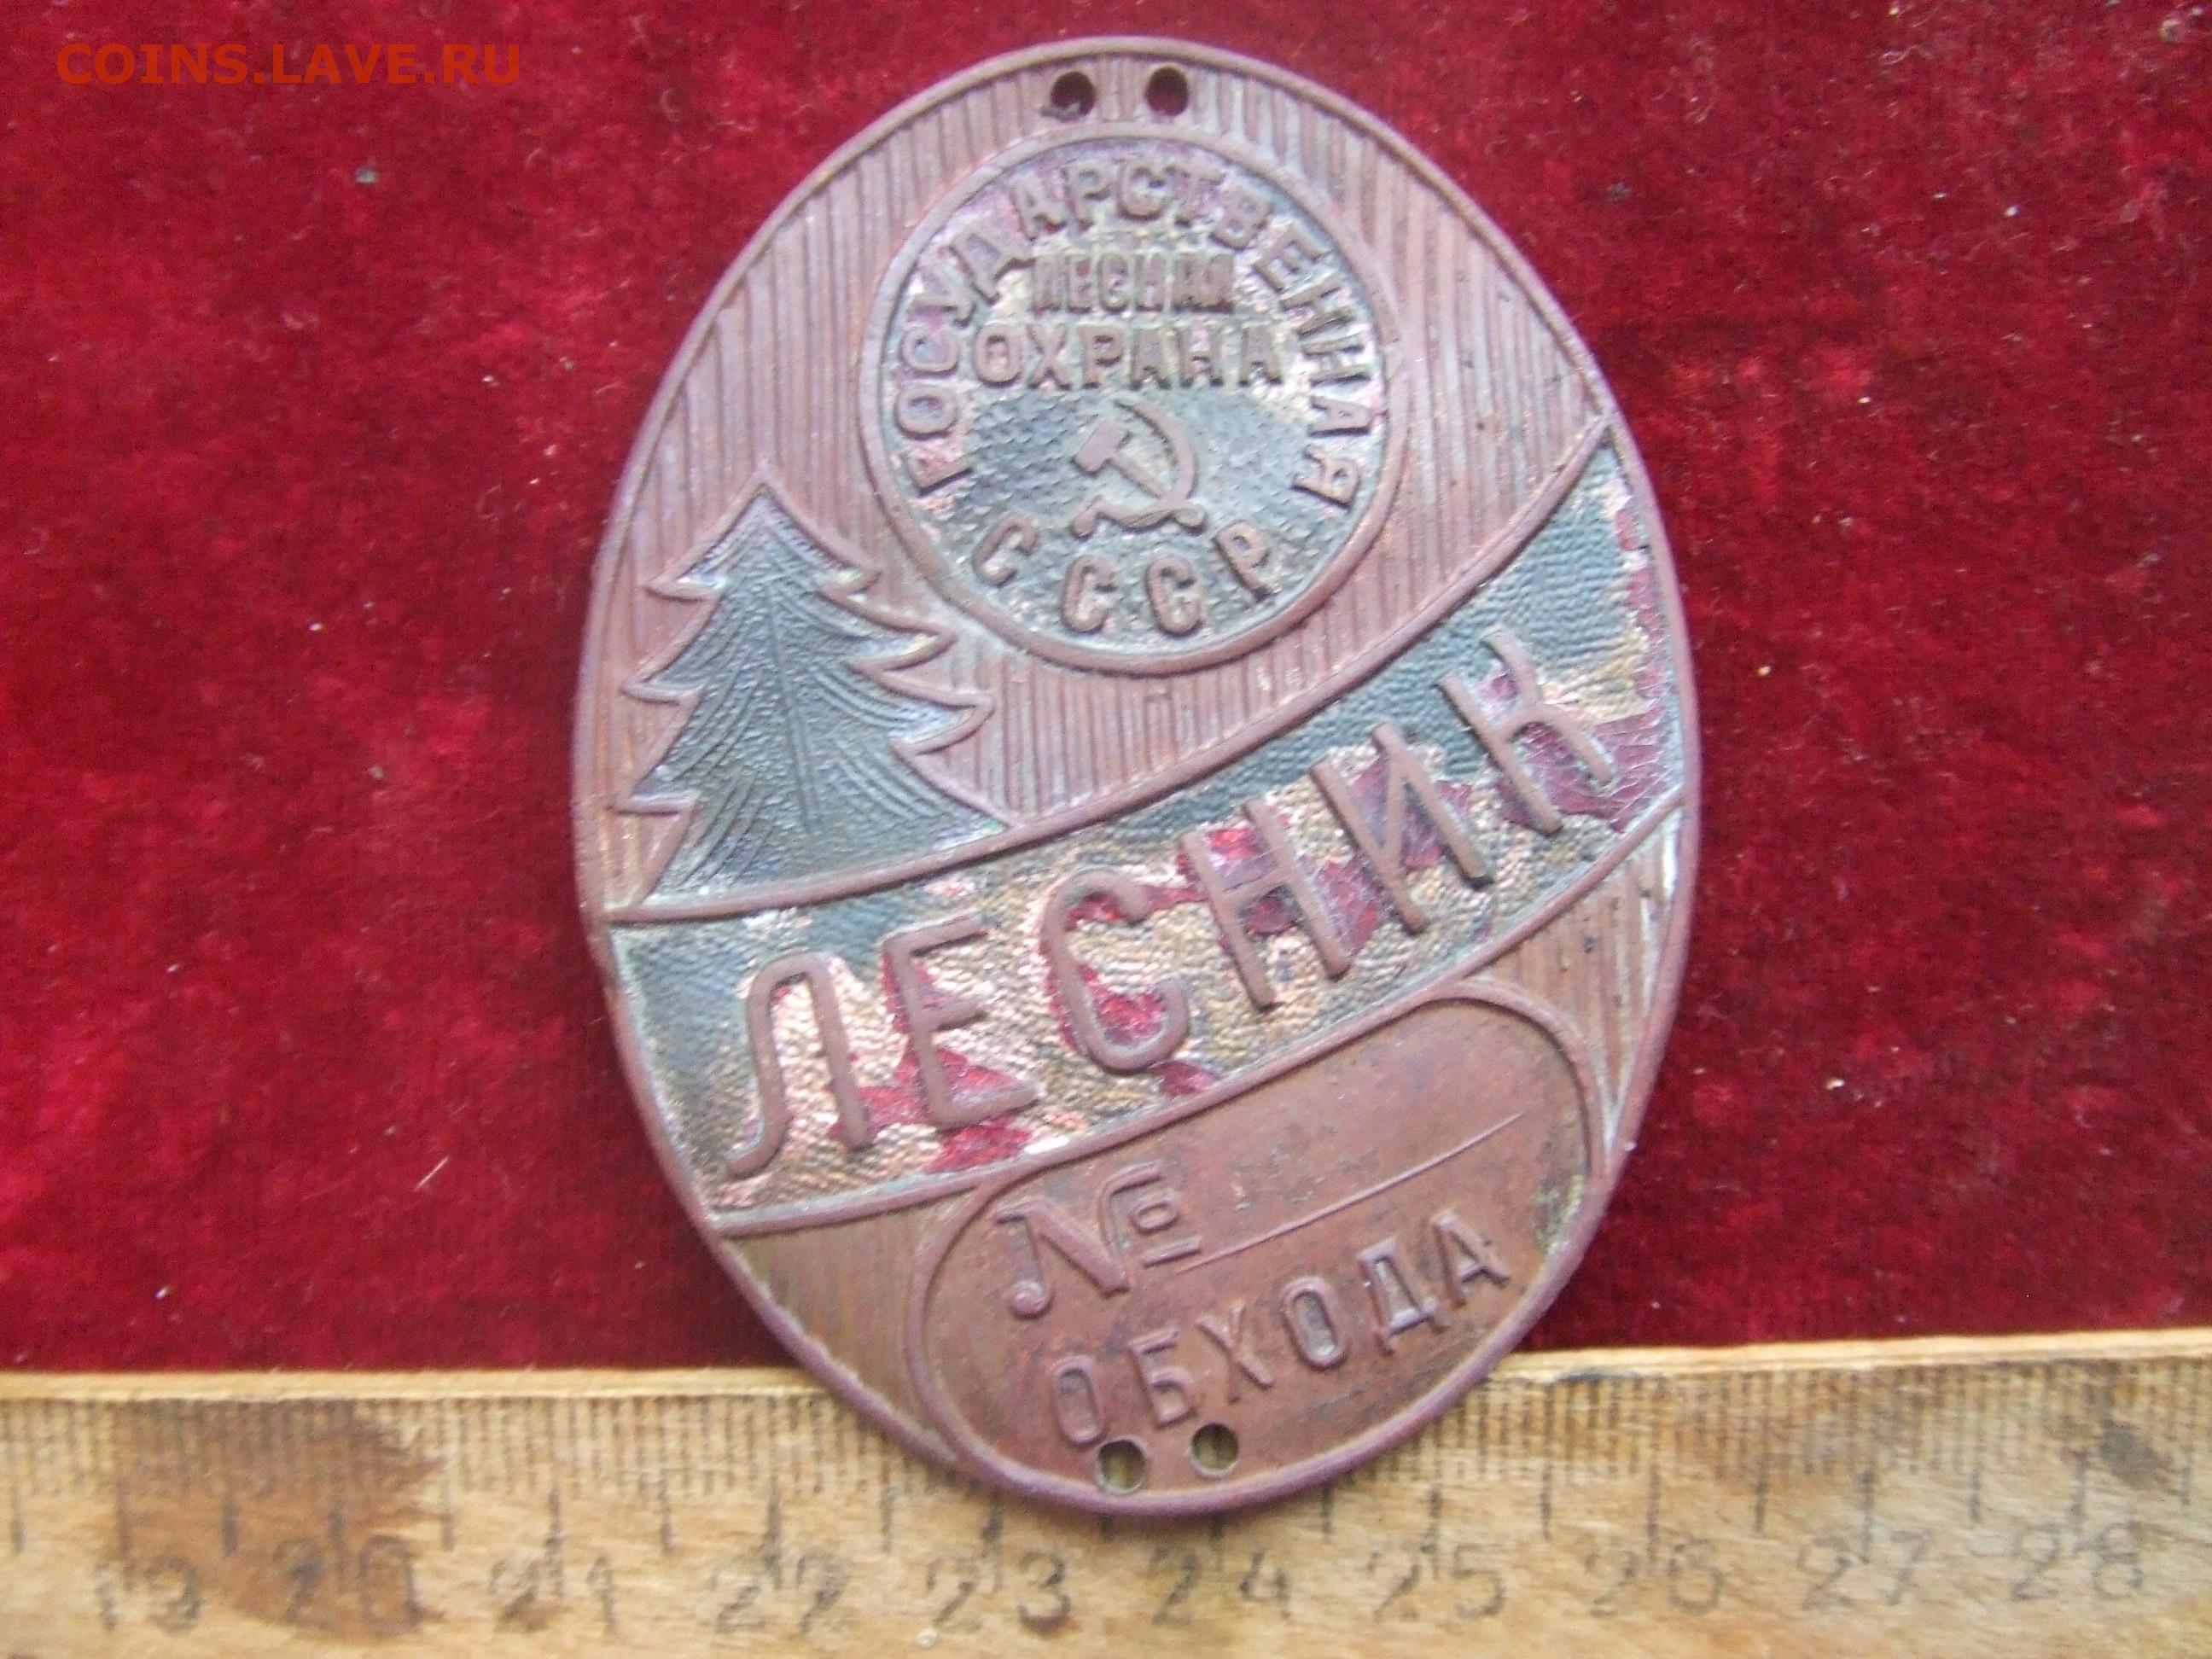 COINS.LAVE.RU
ГОСУДАРСТВЕННАЯ
ЛЕСНАЯ
ОХРАНА
СССР
ЛЕСНИК
№
ОБХОДА
19 20 21 22 23 24 25 26 27 28